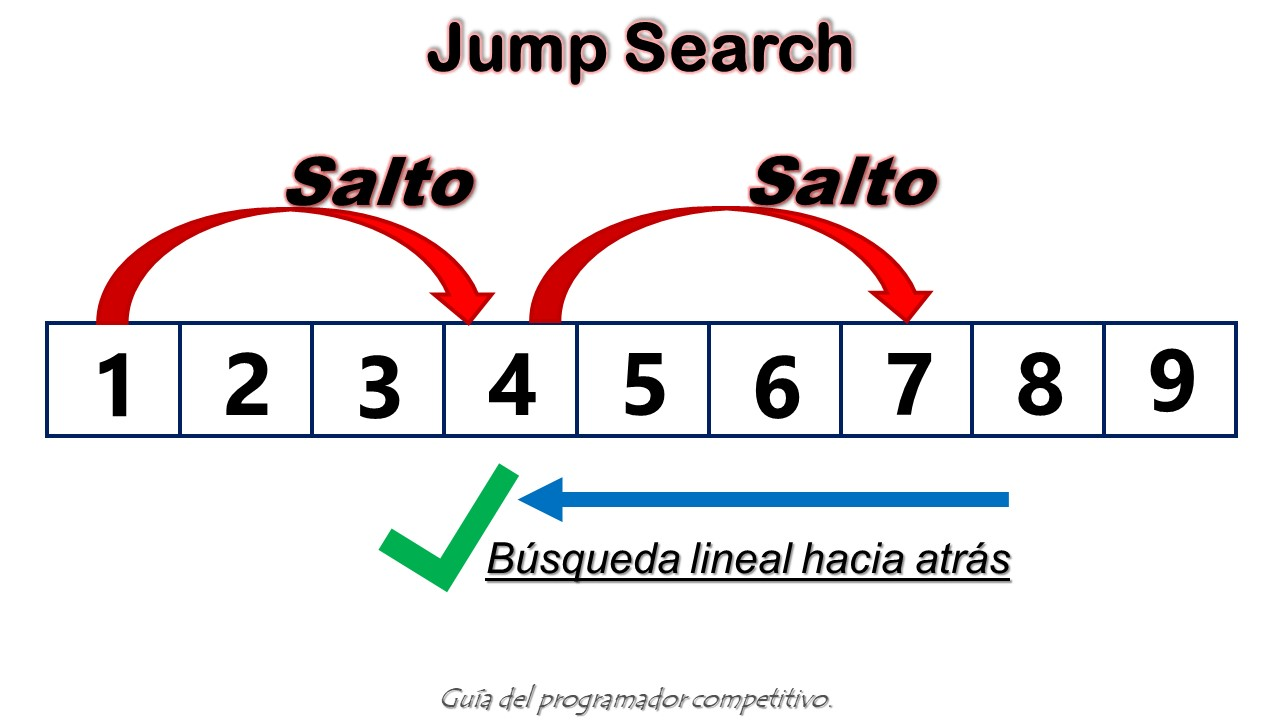 Jump Search
Salto Salto
1 2 3 4 5 6 7 8 9
Búsqueda lineal hacia atrás
Guía del programador competitivo.